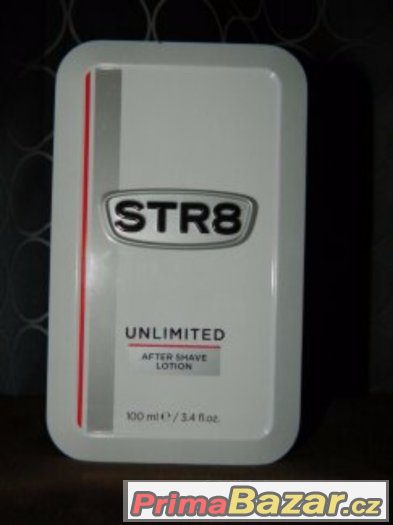 STR8
UNLIMITED
AFTER SHAVE
LOTION
100 ml ℮ / 3.4 fl.oz.
PrimaBazar.cz